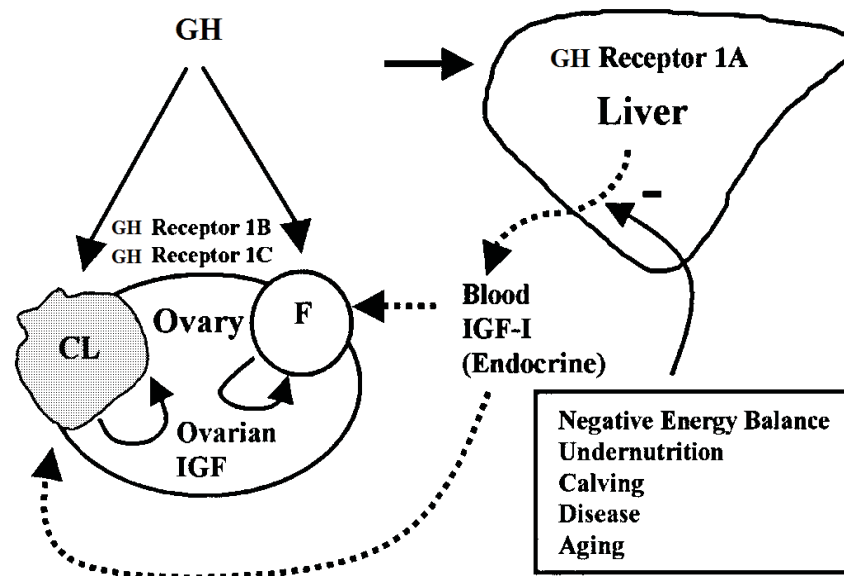 GH
GH Receptor 1A
Liver
-
GH Receptor 1B
GH Receptor 1C
CL
Ovary
F
Ovarian
IGF
Blood
IGF-I
(Endocrine)
Negative Energy Balance
Undernutrition
Calving
Disease
Aging